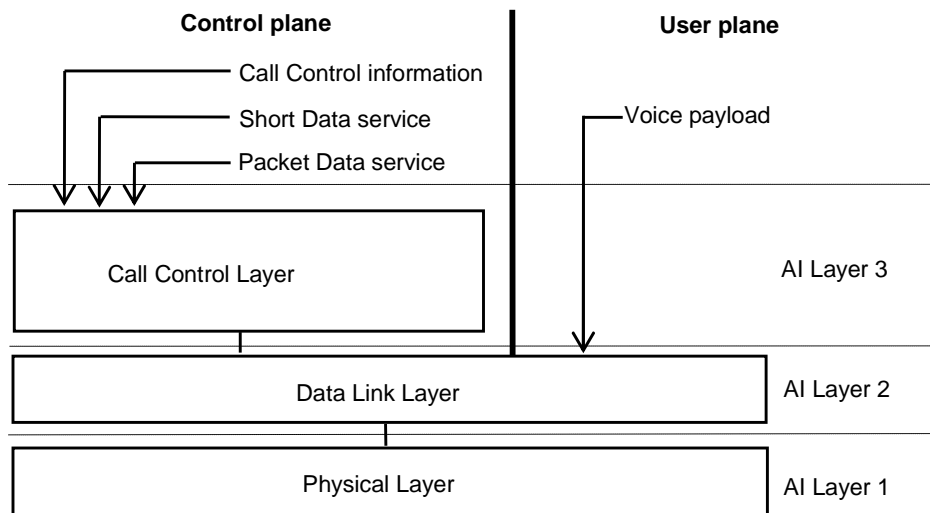 Control plane
User plane
Call Control information
Short Data service
Voice payload
Packet Data service
Call Control Layer
AI Layer 3
Data Link Layer
AI Layer 2
Physical Layer
AI Layer 1